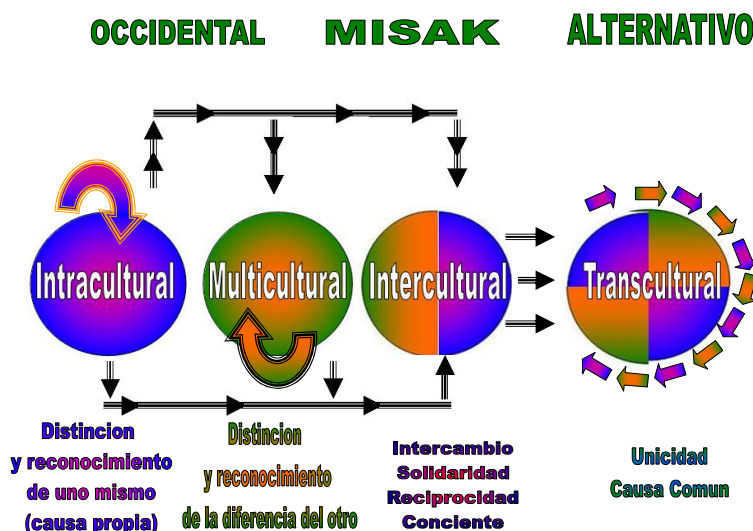 OCCIDENTAL MISAK ALTERNATIVO
Intracultural
Multicultural
Intercultural
Transcultural
Distincion
y reconocimiento
de uno mismo
(causa propia)
Distincion
y reconocimiento
de la diferencia del otro
Intercambio
Solidaridad
Reciprocidad
Conciente
Unicidad
Causa Comun